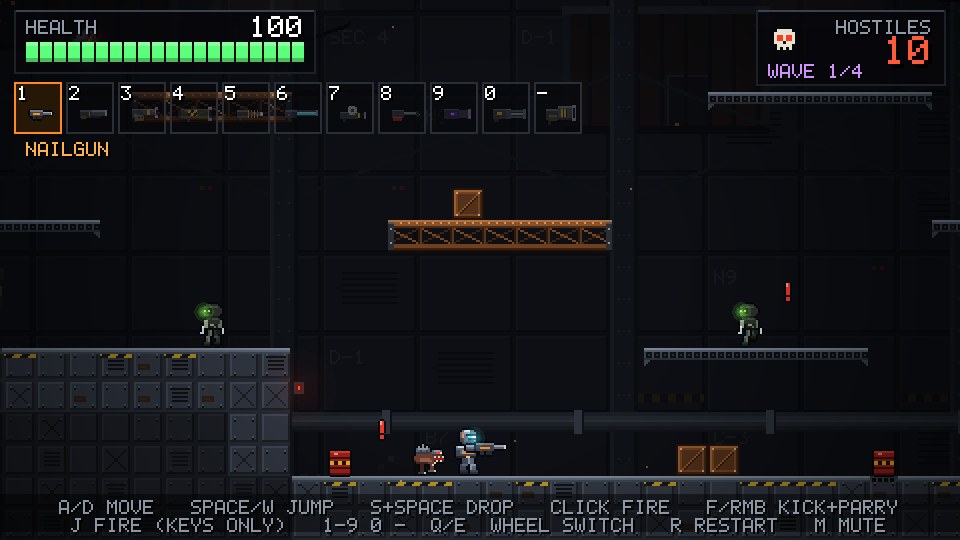 HEALTH 100
SEC 4
D-1
HOSTILES
10
WAVE 1/4
1 2 3 4 5 6 7 8 9 0 -
NAILGUN
N9
!
D-1
!
A/D MOVE SPACE/W JUMP S+SPACE DROP CLICK FIRE F/RMB KICK+PARRY
J FIRE (KEYS ONLY) 1-9 0 - Q/E WHEEL SWITCH R RESTART M MUTE